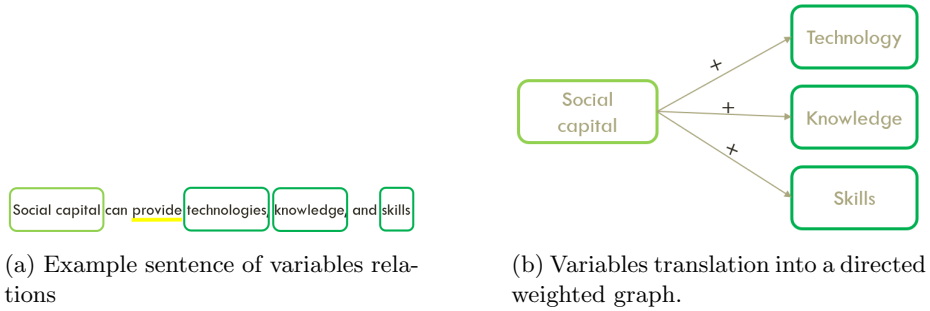 Social capital can provide technologies, knowledge, and skills
(a) Example sentence of variables rela-
tions
Social
capital
+
+
+
Technology
Knowledge
Skills
(b) Variables translation into a directed
weighted graph.